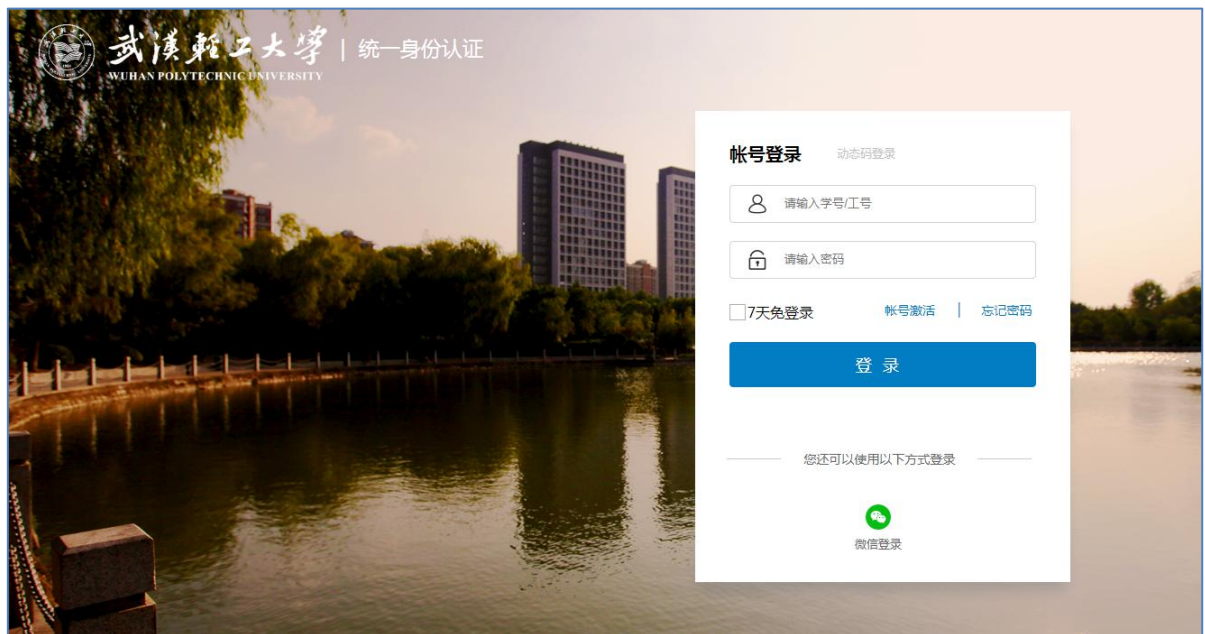 武漢輕工大學 | 统一身份认证
WUHAN POLYTECHNIC UNIVERSITY
帐号登录 动态码登录
请输入学号/工号
请输入密码
7天免登录 帐号激活 | 忘记密码
登 录
您还可以使用以下方式登录
微信登录